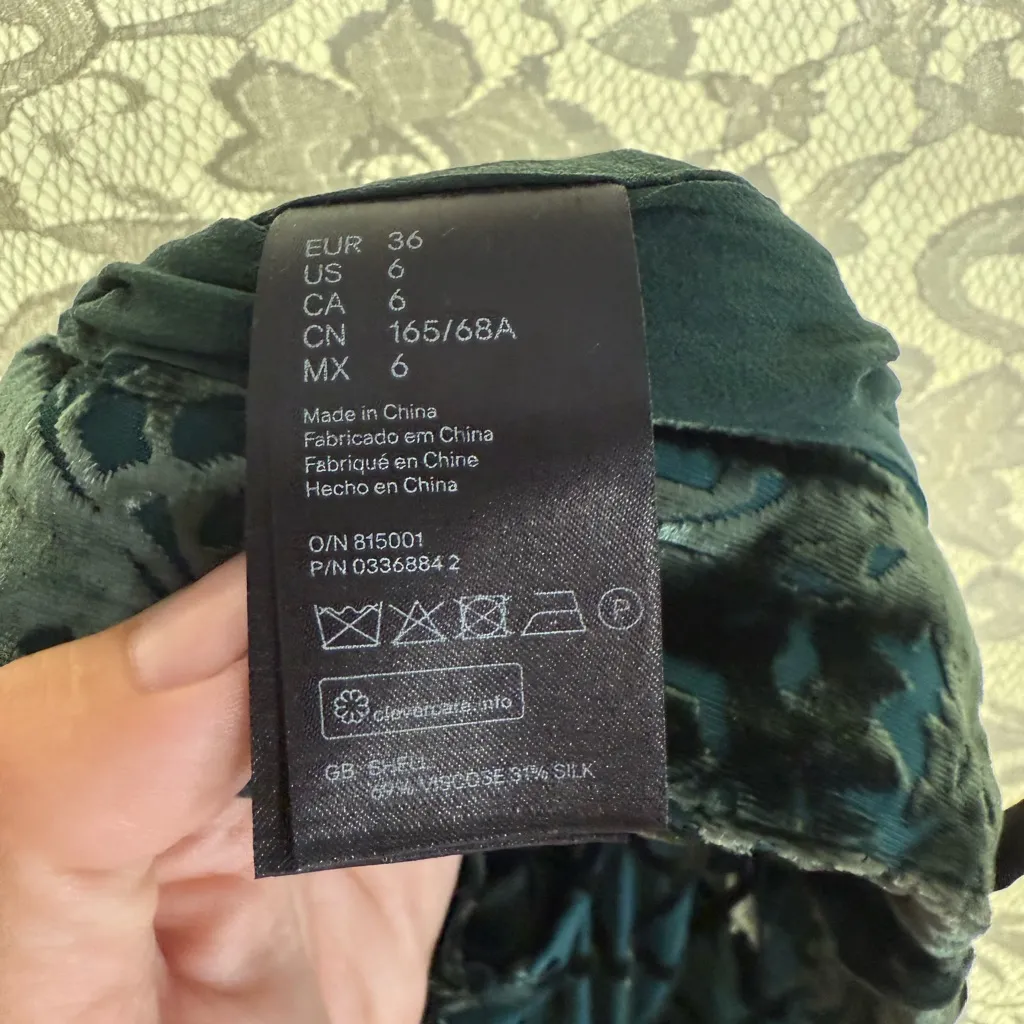 EUR 36
US 6
CA 6
CN 165/68A
MX 6
Made in China
Fabricado em China
Fabriqué en Chine
Hecho en China
O/N 815001
P/N 0336884 2
P
clevercare.info
GB SHELL
69% VISCOSE 31% SILK